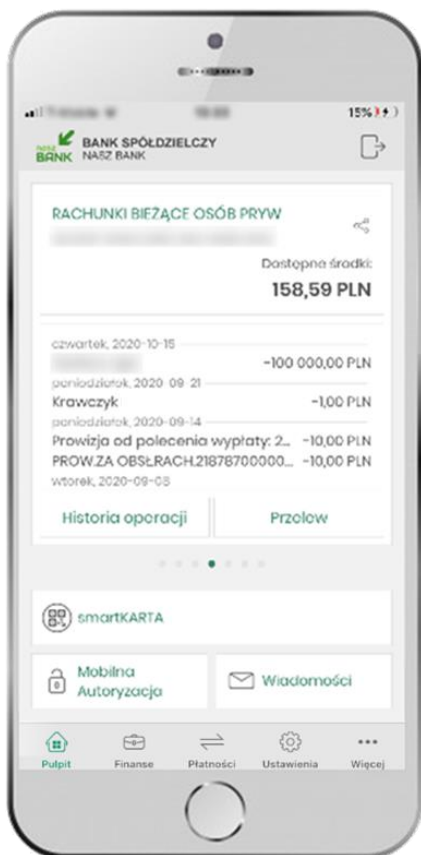 15%
nasz BANK
BANK SPÓŁDZIELCZY
NASZ BANK
RACHUNKI BIEŻĄCE OSÓB PRYW
Dostępne środki:
158,59 PLN
czwartek, 2020-10-15
-100 000,00 PLN
poniedziałek, 2020-09-21
Krawczyk -1,00 PLN
poniedziałek, 2020-09-14
Prowizja od polecenia wypłaty: 2... -10,00 PLN
PROW.ZA OBSŁRACH.21878700000... -10,00 PLN
wtorek, 2020-09-08
Historia operacji Przelew
smartKARTA
Mobilna Autoryzacja
Wiadomości
Pulpit Finanse Płatności Ustawienia Więcej